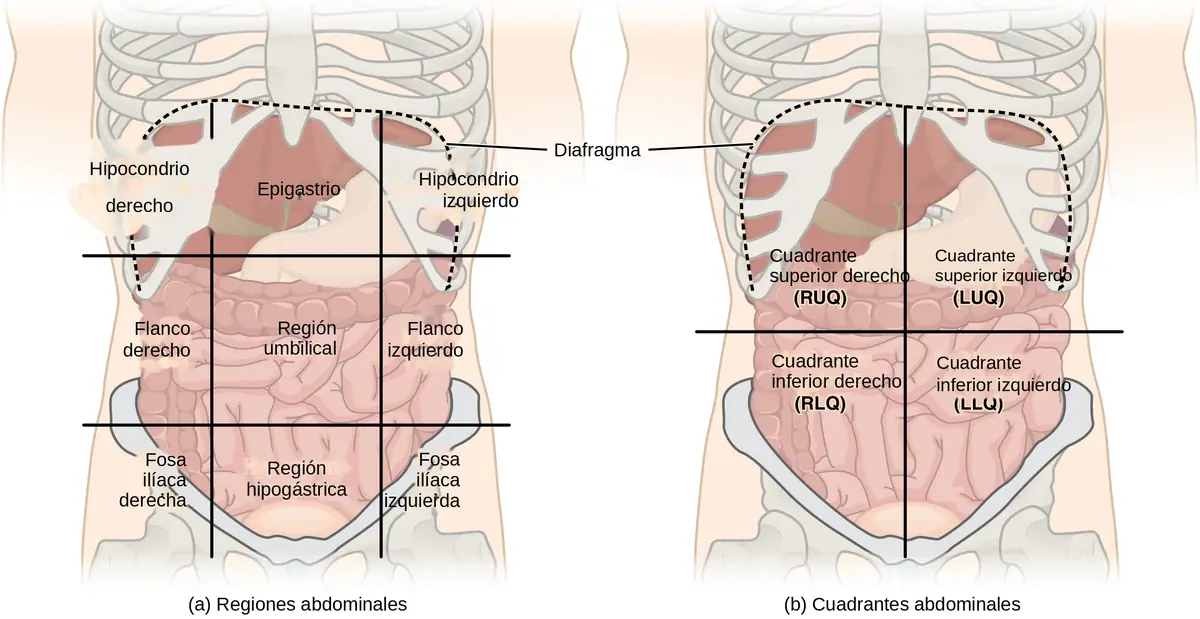 Hipocondrio
derecho
Epigastrio
Hipocondrio
izquierdo
Diafragma
Flanco
derecho
Región
umbilical
Flanco
izquierdo
Fosa
ilíaca
derecha
Región
hipogástrica
Fosa
ilíaca
izquierda
(a) Regiones abdominales
Cuadrante
superior derecho
(RUQ)
Cuadrante
superior izquierdo
(LUQ)
Cuadrante
inferior derecho
(RLQ)
Cuadrante
inferior izquierdo
(LLQ)
(b) Cuadrantes abdominales